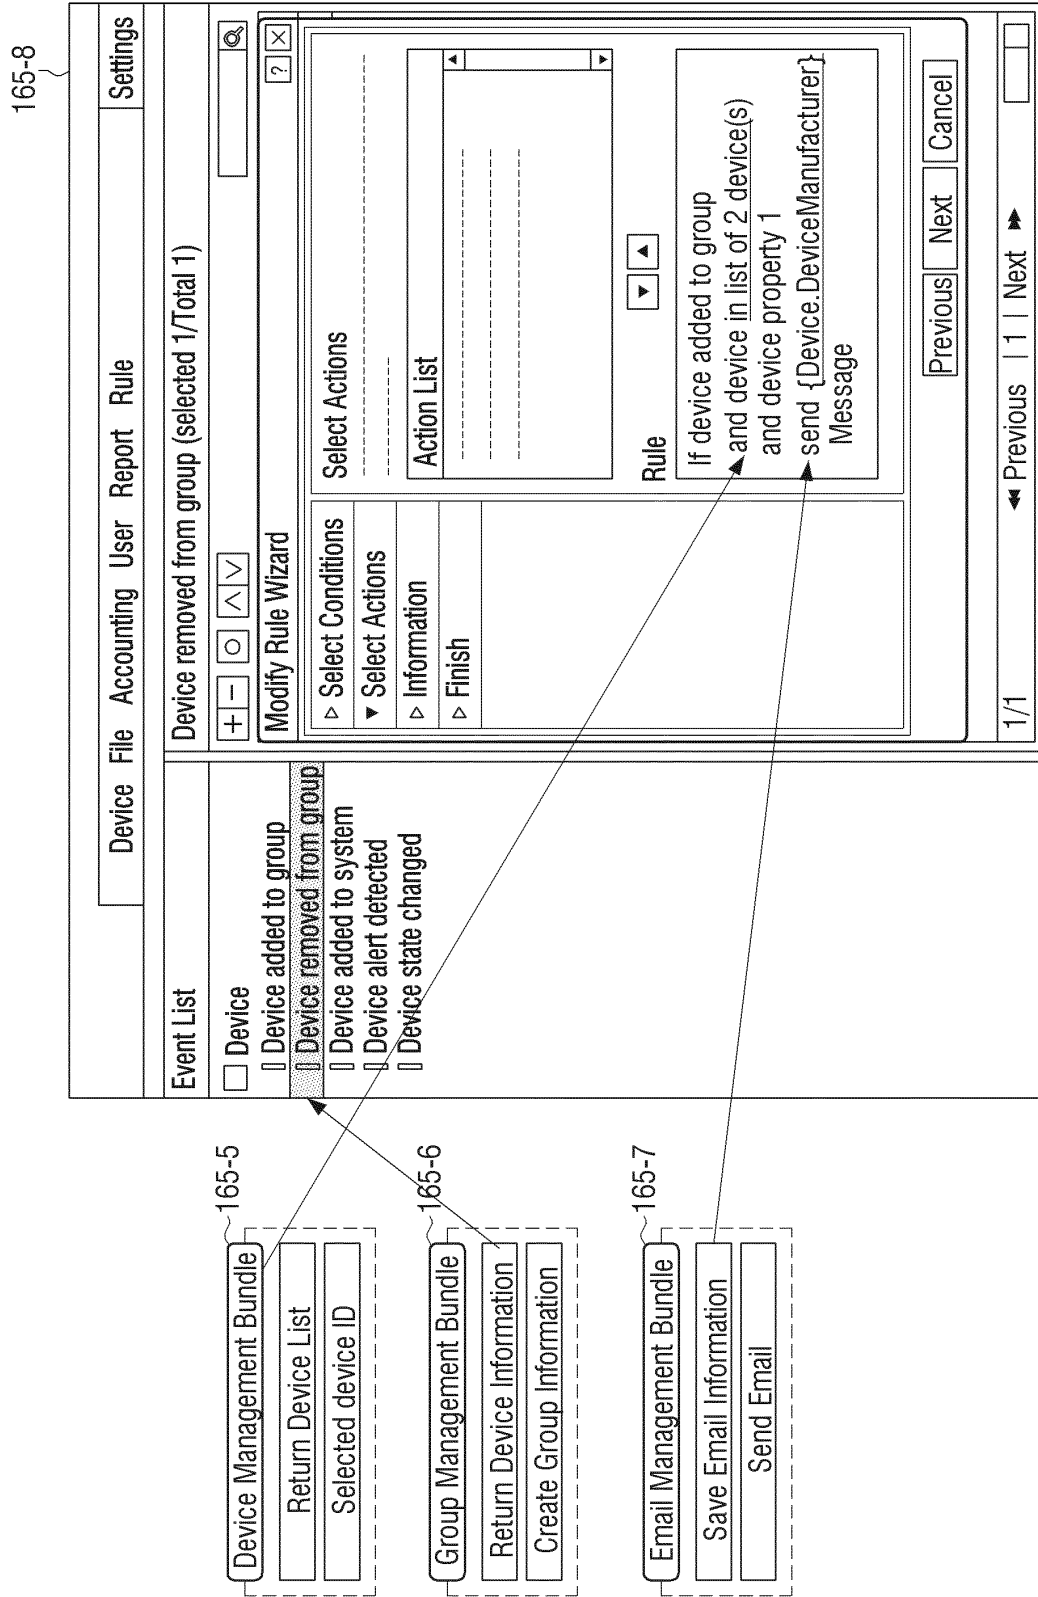 165-8
Device File Accounting User Report Rule Settings
Event List
Device
Device added to group
Device removed from group
Device added to system
Device alert detected
Device state changed
Device removed from group (selected 1/Total 1)
Modify Rule Wizard
? ×
▷ Select Conditions
▼ Select Actions
▷ Information
▷ Finish
Select Actions
Action List
Rule
If device added to group
and device in list of 2 device(s)
and device property 1
send {Device.DeviceManufacturer}
Message
Previous Next Cancel
1/1
◀◀ Previous | 1 | Next ▶▶
165-5
Device Management Bundle
Return Device List
Selected device ID
165-6
Group Management Bundle
Return Device Information
Create Group Information
165-7
Email Management Bundle
Save Email Information
Send Email